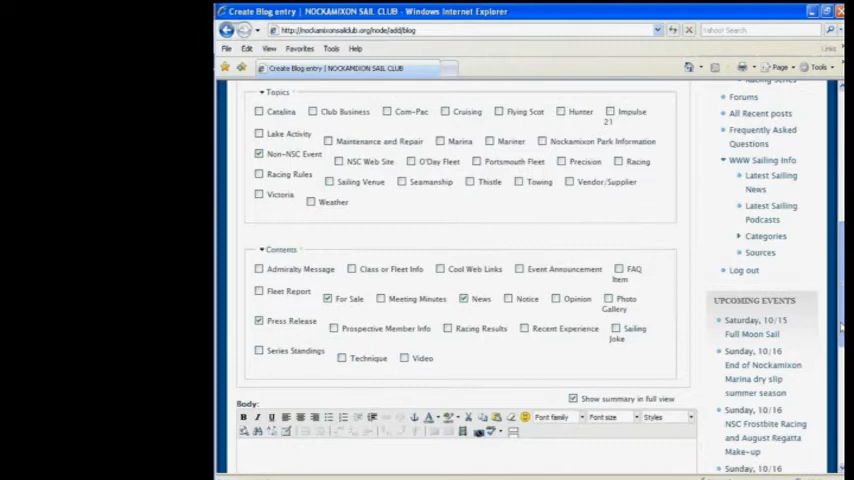 Create Blog entry | NOCKAMIXON SAIL CLUB - Windows Internet Explorer
http://nockamixonsailclub.org/node/add/blog
Yahoo! Search
File Edit View Favorites Tools Help
Links
Create Blog entry | NOCKAMIXON SAIL CLUB
Page Tools
Topics
Catalina Club Business Com-Pac Cruising Flying Scot Hunter Impulse
21
Lake Activity Maintenance and Repair Marina Mariner Nockamixon Park Information
Non-NSC Event NSC Web Site O'Day Fleet Portsmouth Fleet Precision Racing
Racing Rules Sailing Venue Seamanship Thistle Towing Vendor/Supplier
Victoria Weather
Contents
Admiralty Message Class or Fleet Info Cool Web Links Event Announcement FAQ
Item
Fleet Report For Sale Meeting Minutes News Notice Opinion Photo
Gallery
Press Release Prospective Member Info Racing Results Recent Experience Sailing
Joke
Series Standings Technique Video
Show summary in full view
Body:
B I U Font family Font size Styles
Racing Series
Forums
All Recent posts
Frequently Asked
Questions
WWW Sailing Info
Latest Sailing
News
Latest Sailing
Podcasts
Categories
Sources
Log out
UPCOMING EVENTS
Saturday, 10/15
Full Moon Sail
Sunday, 10/16
End of Nockamixon
Marina dry slip
summer season
Sunday, 10/16
NSC Frostbite Racing
and August Regatta
Make-up
Sunday, 10/16